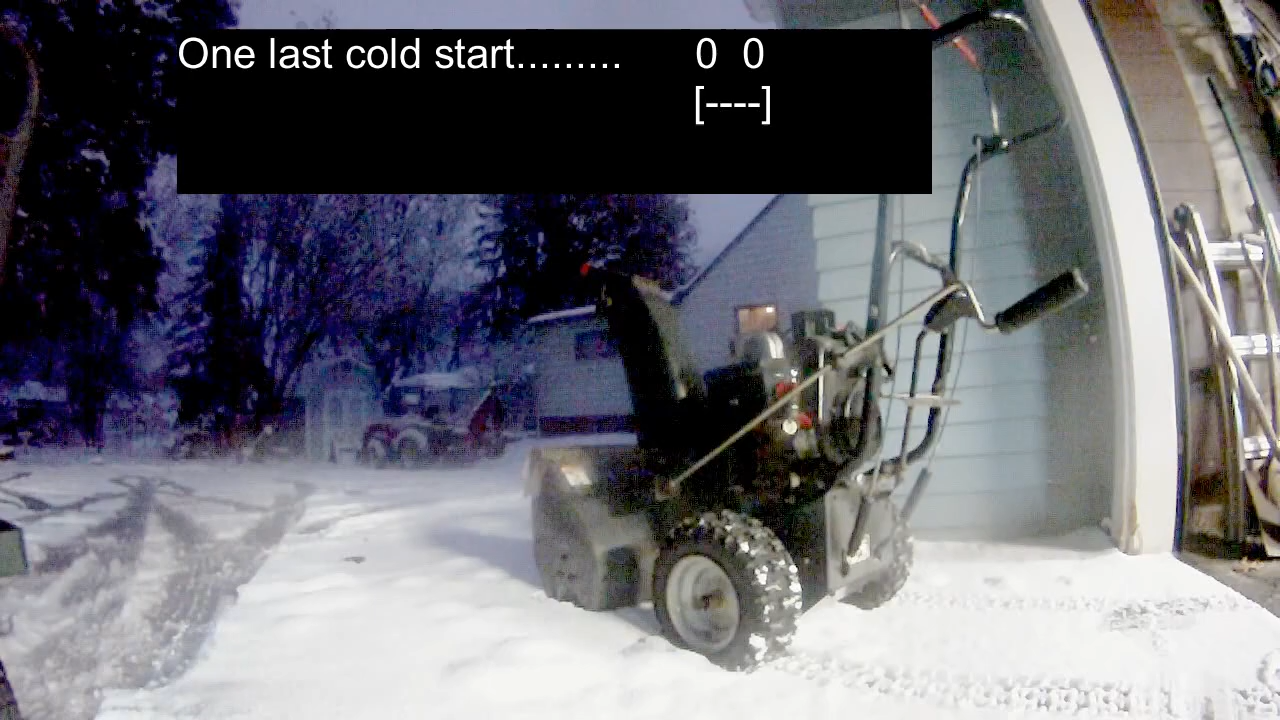 One last cold start.........   0  0
[----]